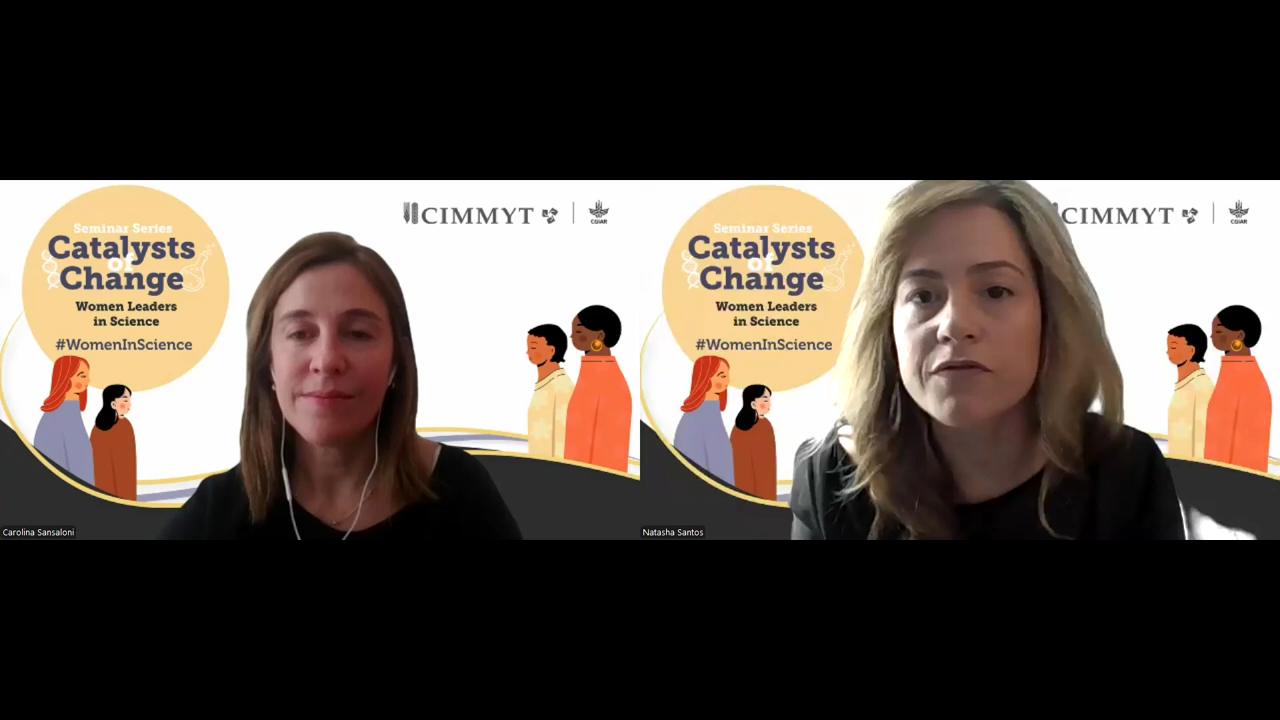 Seminar Series
Catalysts
of
Change
Women Leaders
in Science
#WomenInScience
CIMMYT
CGIAR
Carolina Sansaloni
Seminar Series
Catalysts
of
Change
Women Leaders
in Science
#WomenInScience
CIMMYT
CGIAR
Natasha Santos